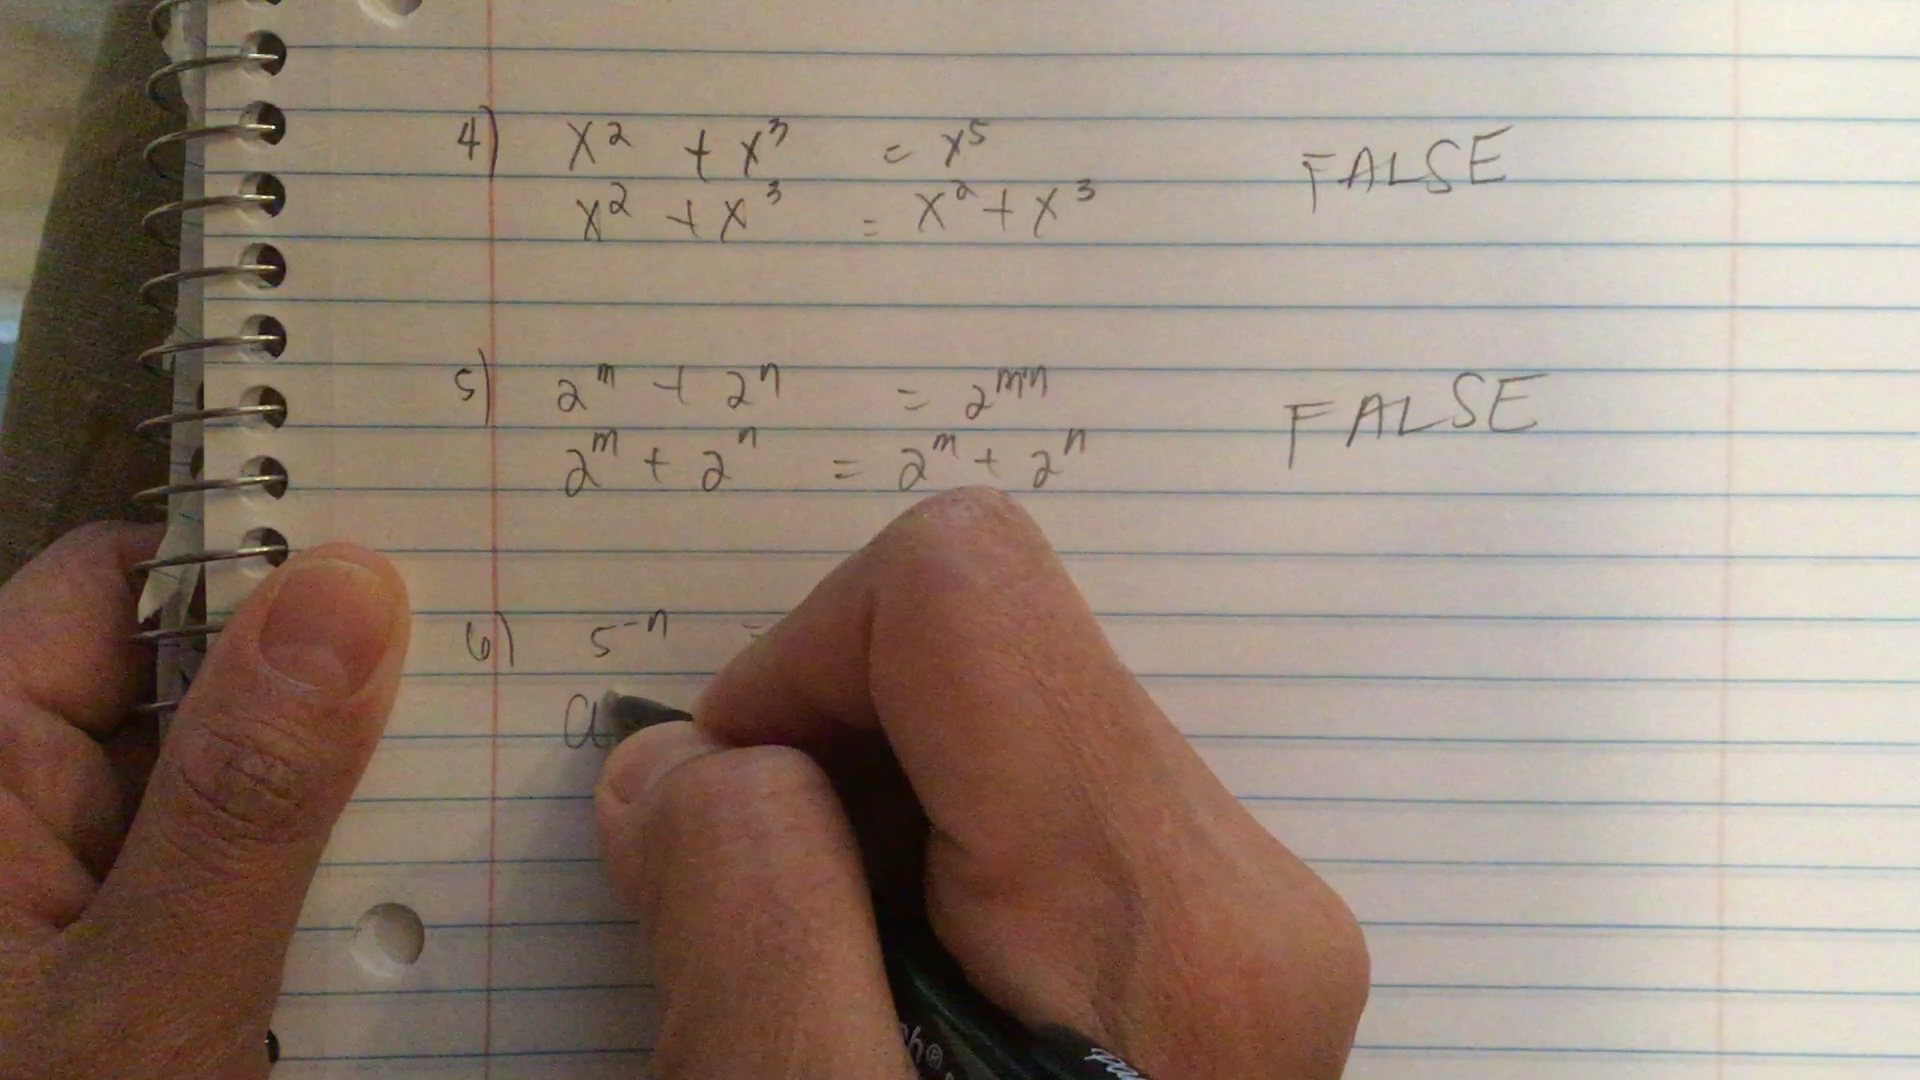 4) x² + x³ = x⁵ FALSE
x² + x³ = x² + x³
5) 2ᵐ + 2ⁿ = 2ᵐⁿ FALSE
2ᵐ + 2ⁿ = 2ᵐ + 2ⁿ
6) 5⁻ⁿ =
a